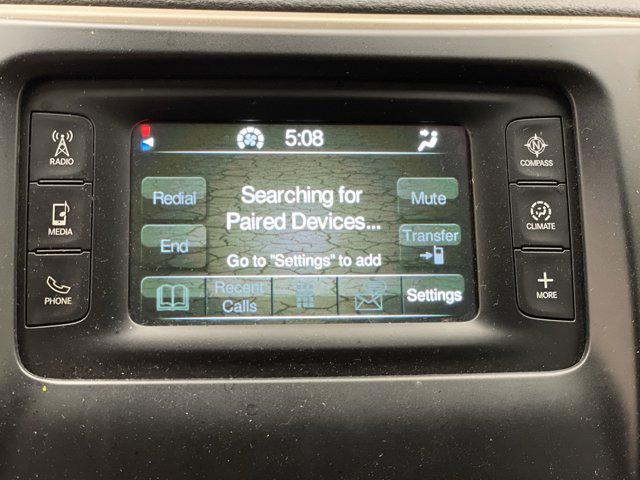 5:08
RADIO
MEDIA
PHONE
Redial
End
Searching for
Paired Devices...
Go to "Settings" to add
Mute
Transfer
Recent
Calls
Settings
N
COMPASS
CLIMATE
+
MORE